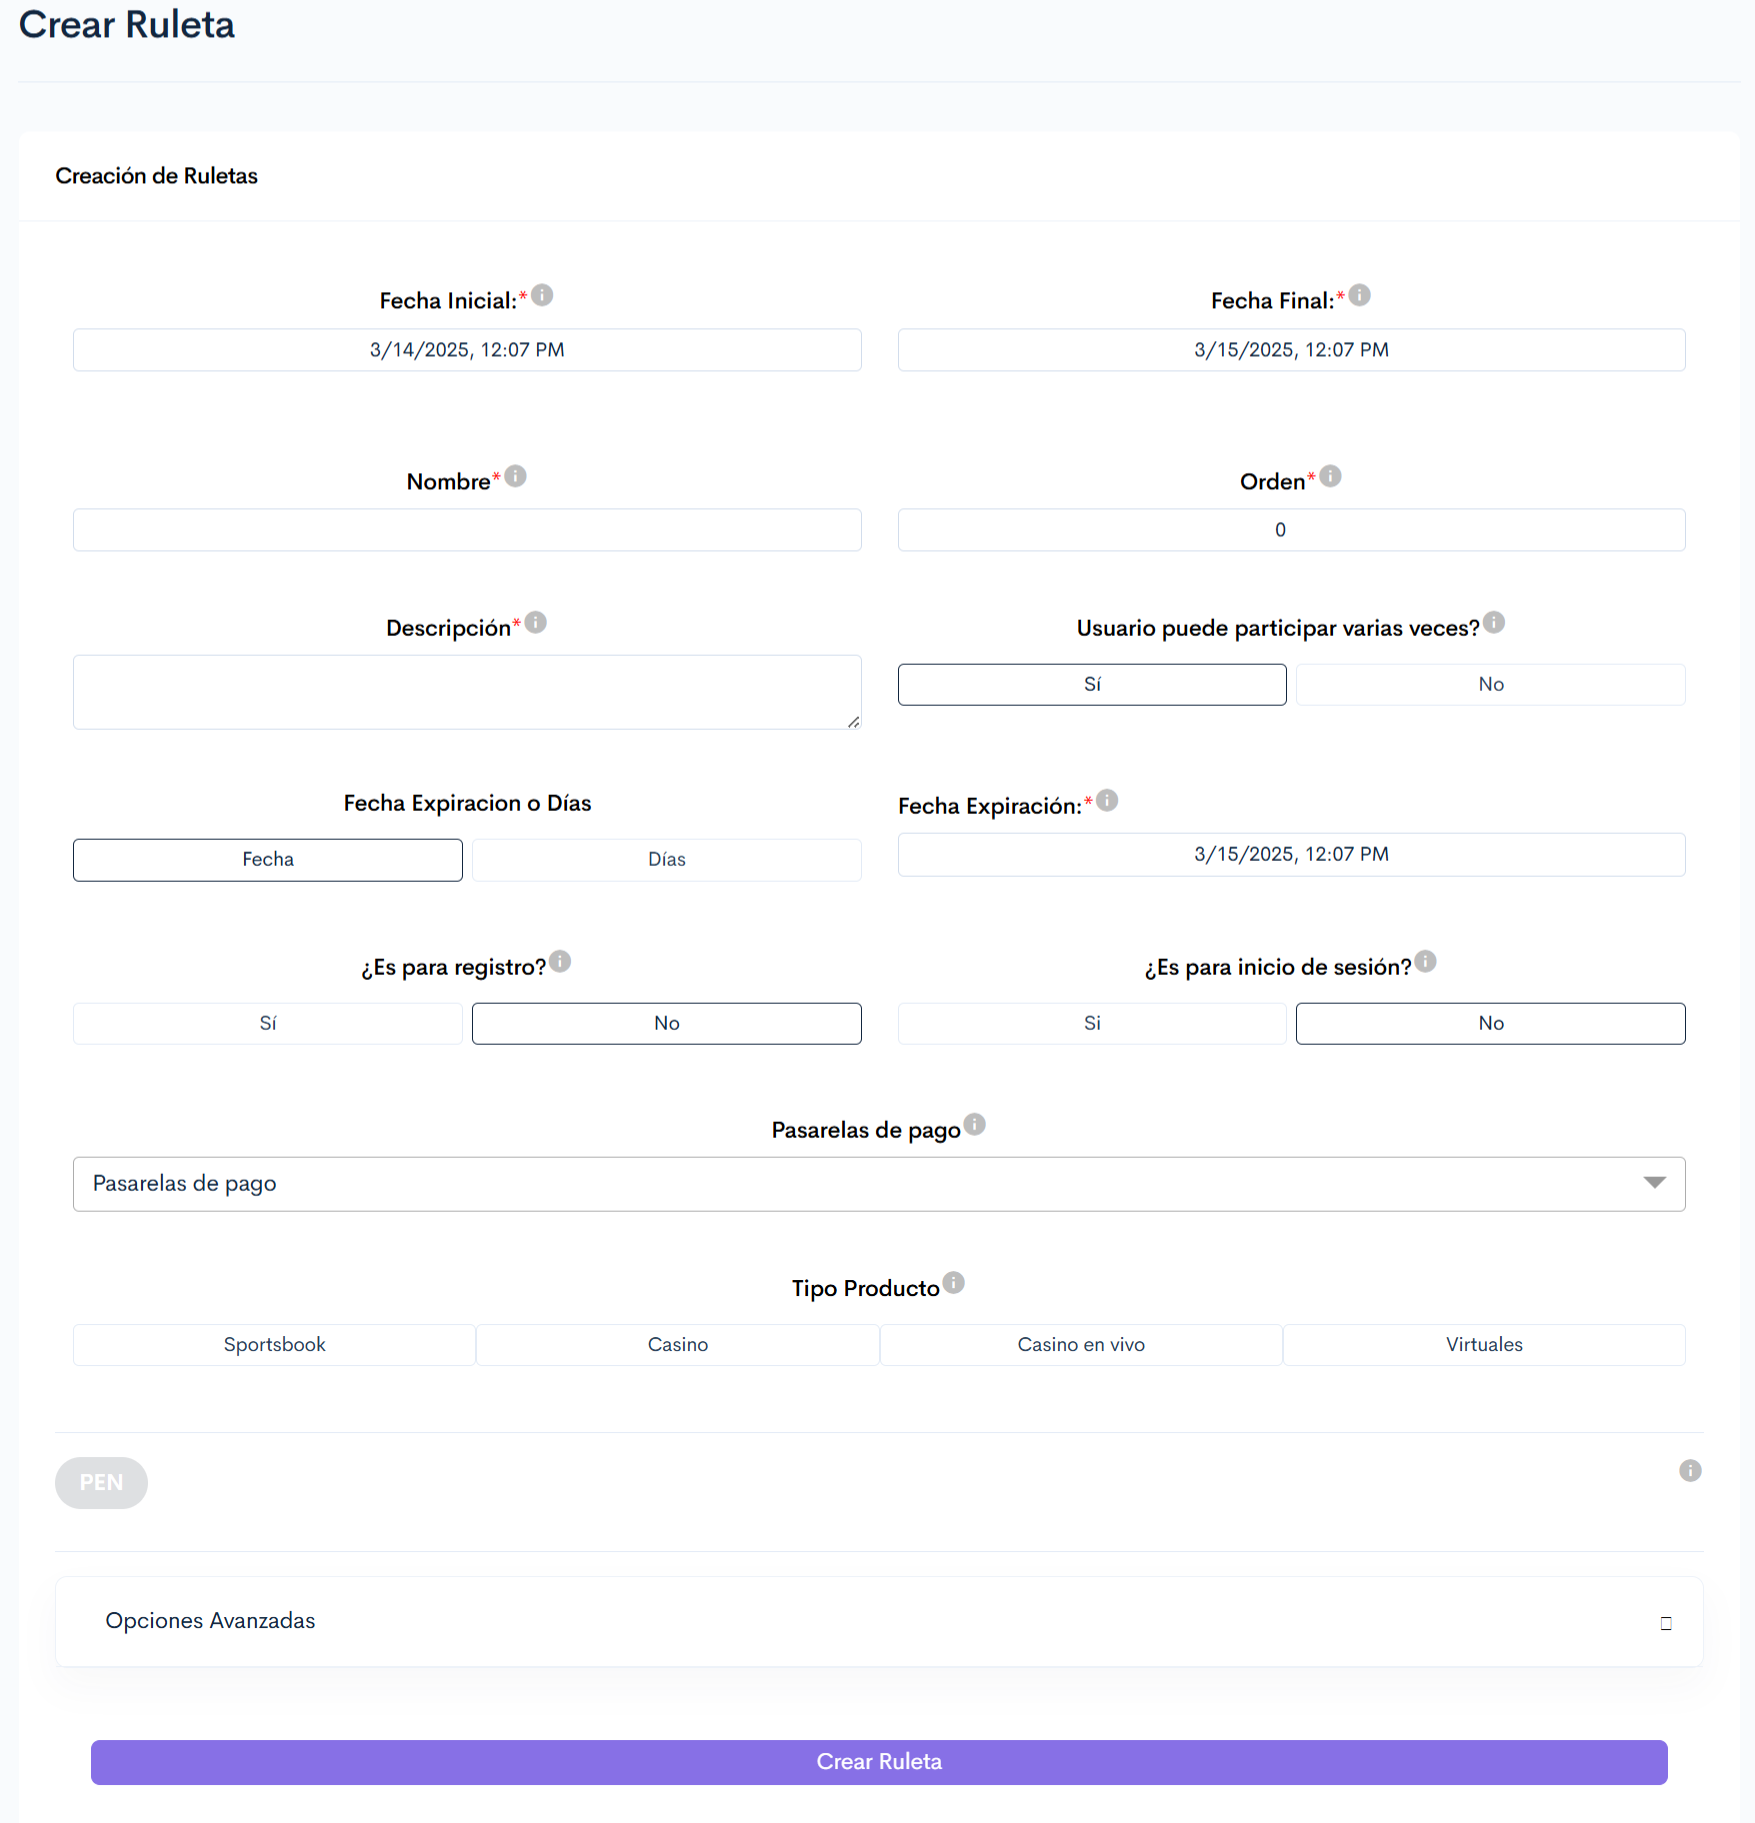 Crear Ruleta
Creación de Ruletas
Fecha Inicial:*
Fecha Final:*
3/14/2025, 12:07 PM
3/15/2025, 12:07 PM
Nombre*
Orden*
0
Descripción*
Usuario puede participar varias veces?
Sí
No
Fecha Expiracion o Días
Fecha Expiración:*
Fecha
Días
3/15/2025, 12:07 PM
¿Es para registro?
¿Es para inicio de sesión?
Sí
No
Si
No
Pasarelas de pago
Pasarelas de pago
Tipo Producto
Sportsbook
Casino
Casino en vivo
Virtuales
PEN
Opciones Avanzadas
Crear Ruleta